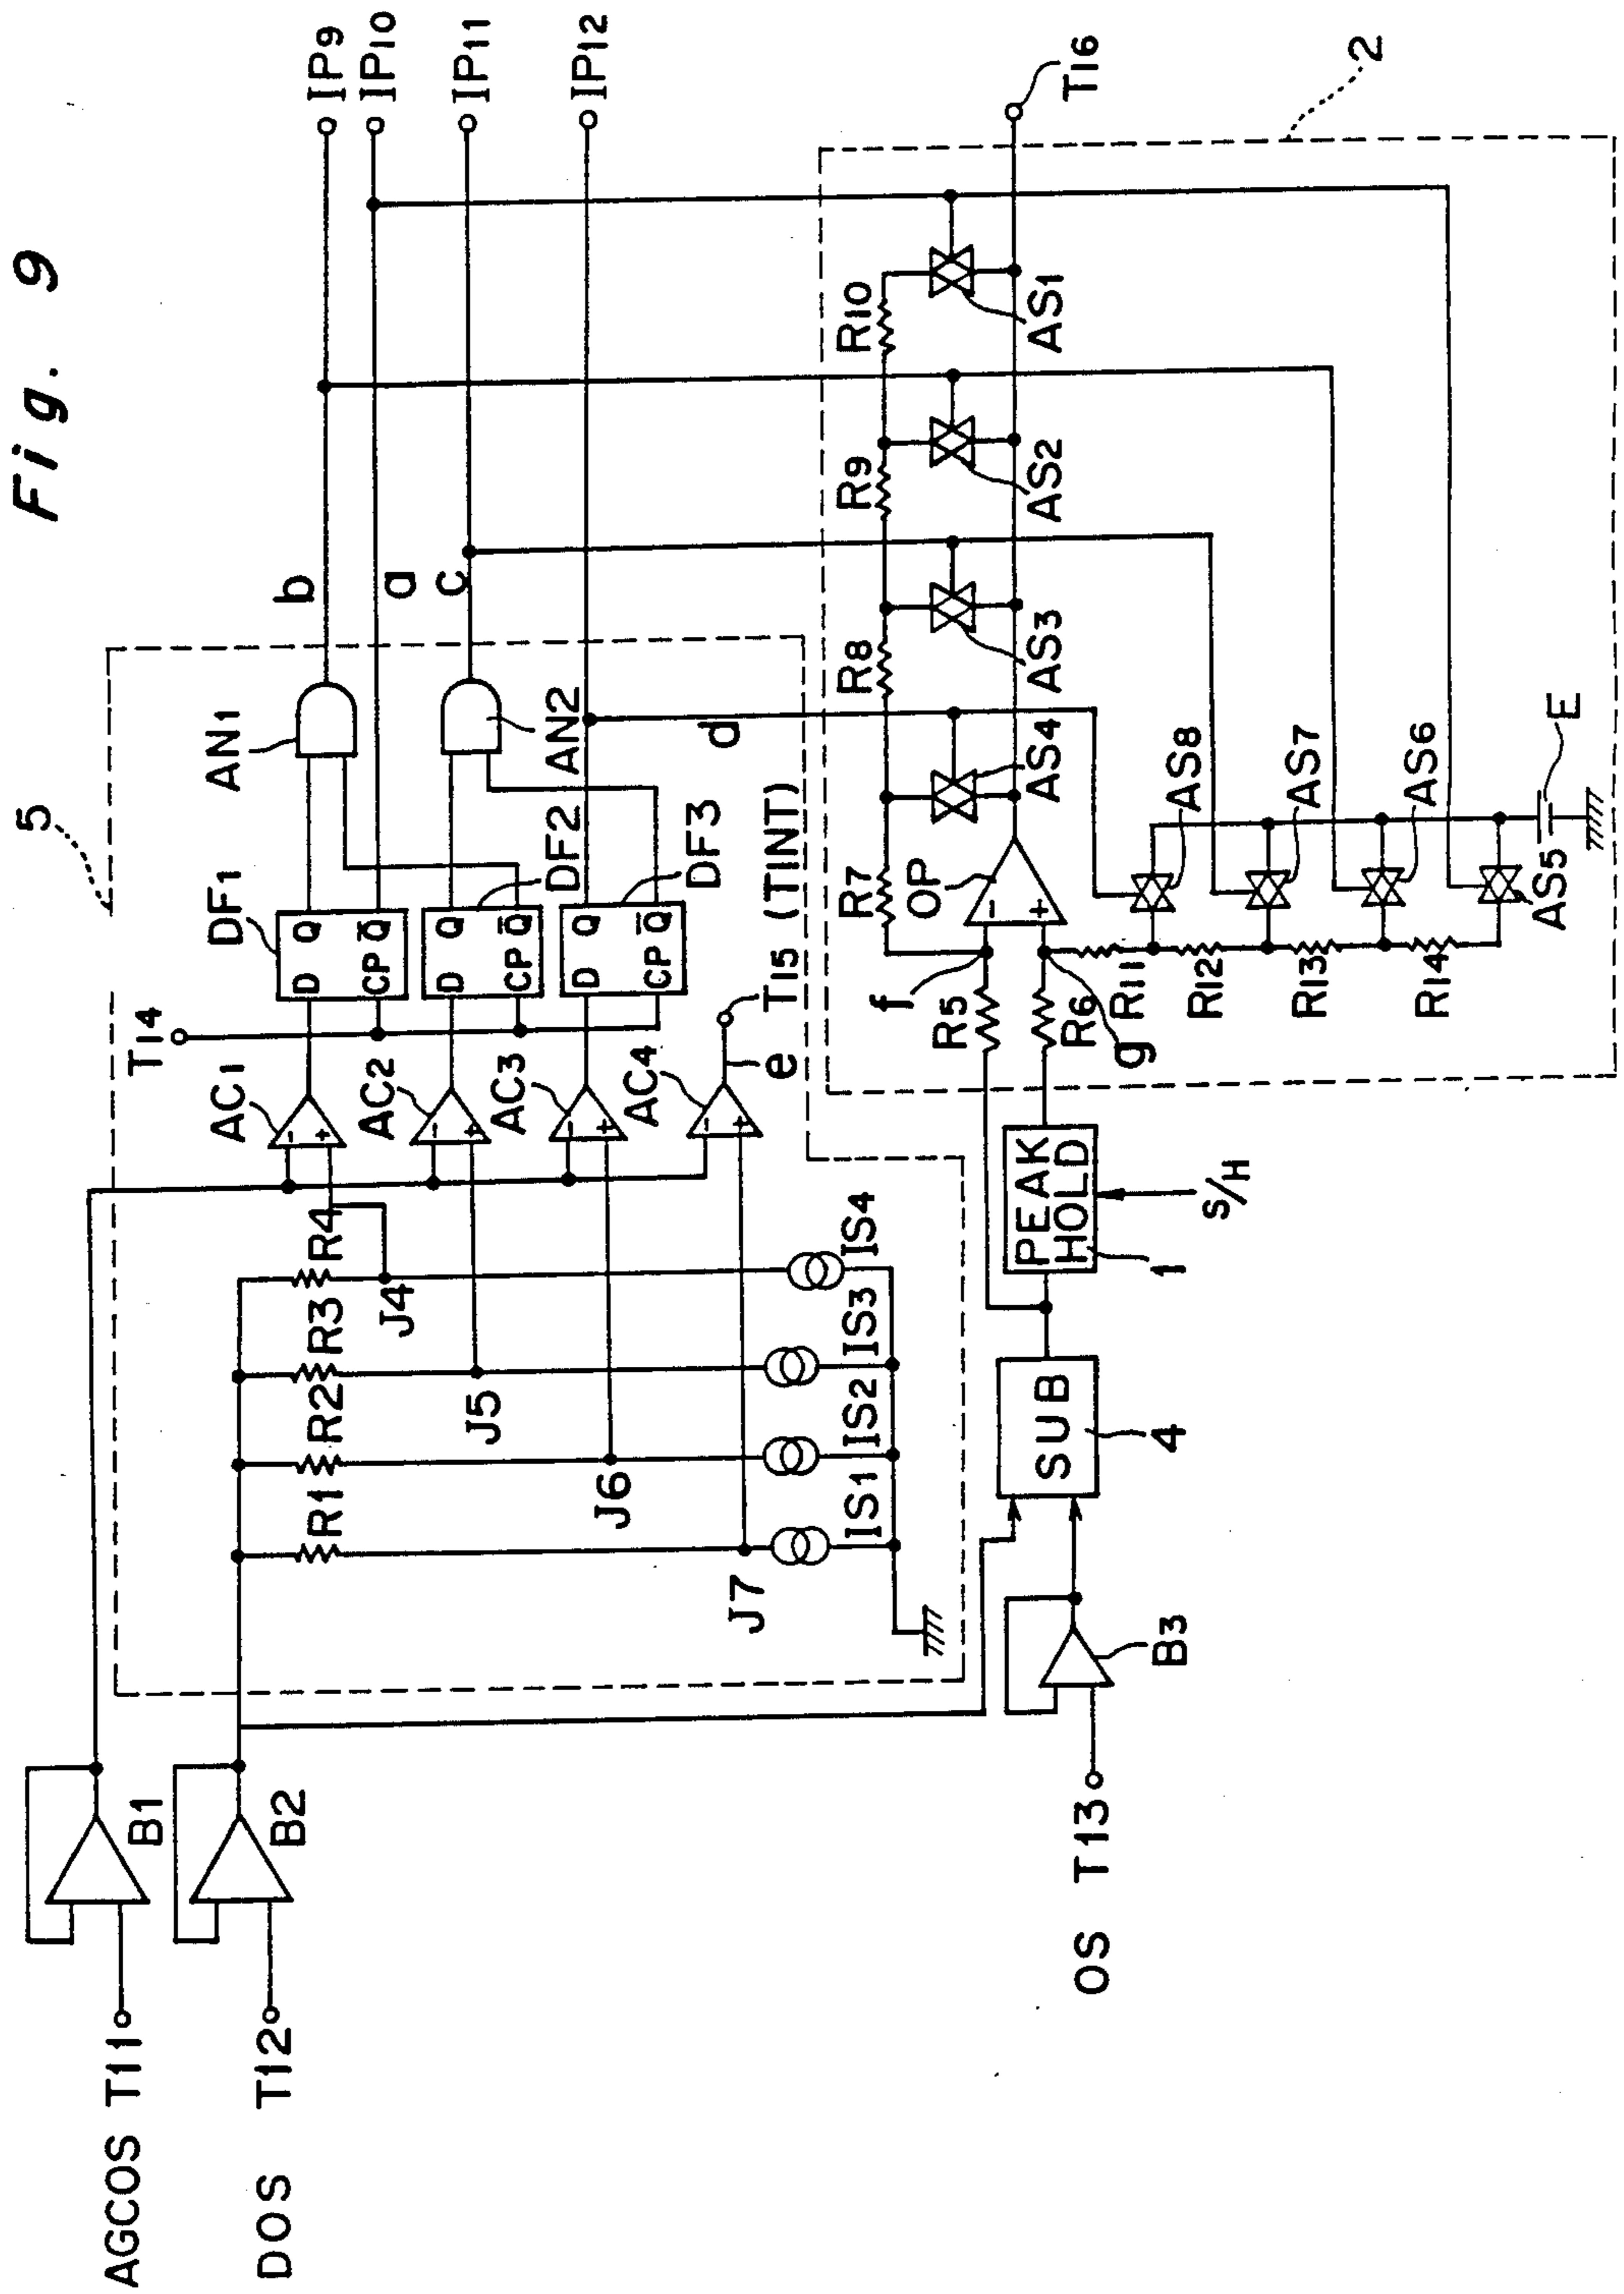 Fig. 9
AGCOS T11
B1
DOS T12
B2
5
T14
AC1
-
+
AC2
-
+
AC3
-
+
AC4
-
+
e
T15 (TINT)
DF1
D Q
CP Q̅
DF2
D Q
CP Q̅
DF3
D Q
CP Q̅
AN1
AN2
b
a
c
d
IP9
IP10
IP11
IP12
R1
R2
R3
R4
J4
J5
J6
J7
IS1
IS2
IS3
IS4
OS T13
B3
SUB
4
PEAK
HOLD
1
S/H
R5
R6
f
g
OP
-
+
R7
R8
R9
R10
AS4
AS3
AS2
AS1
T16
2
R11
R12
R13
R14
AS8
AS7
AS6
AS5
E